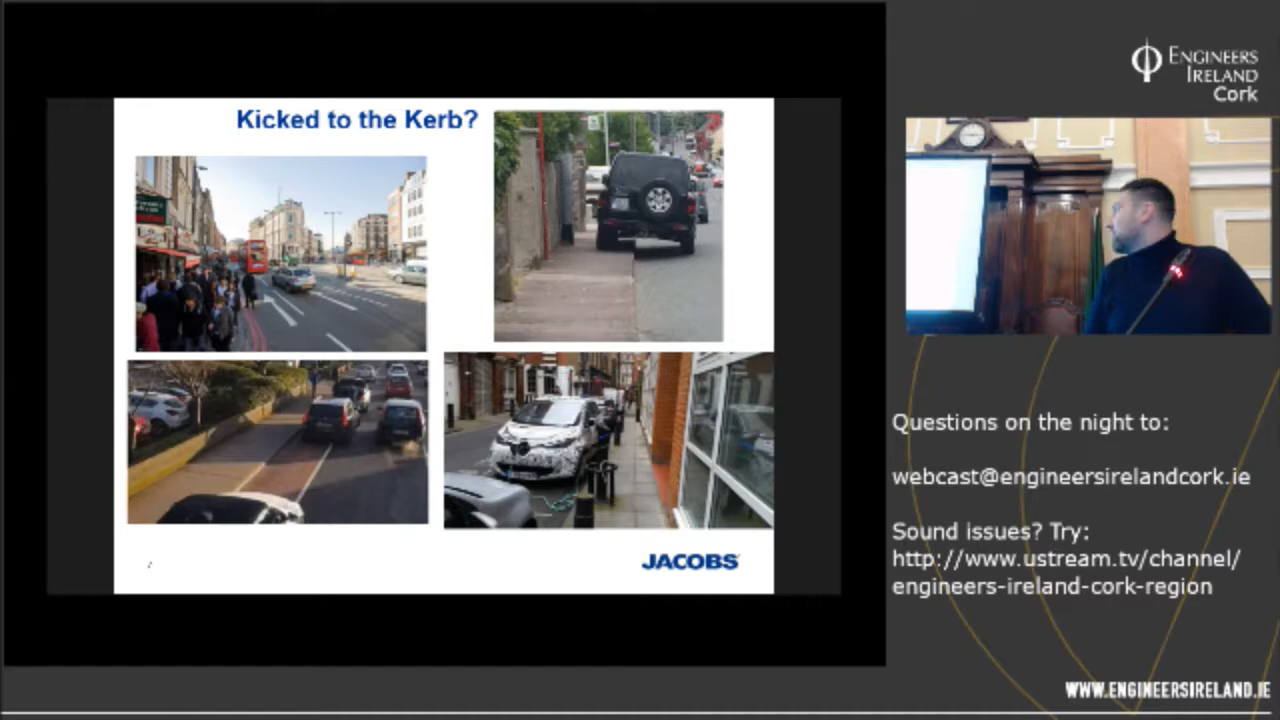 Kicked to the Kerb?
JACOBS
ENGINEERS
IRELAND
Cork
Questions on the night to:
webcast@engineersirelandcork.ie
Sound issues? Try:
http://www.ustream.tv/channel/
engineers-ireland-cork-region
WWW.ENGINEERSIRELAND.IE